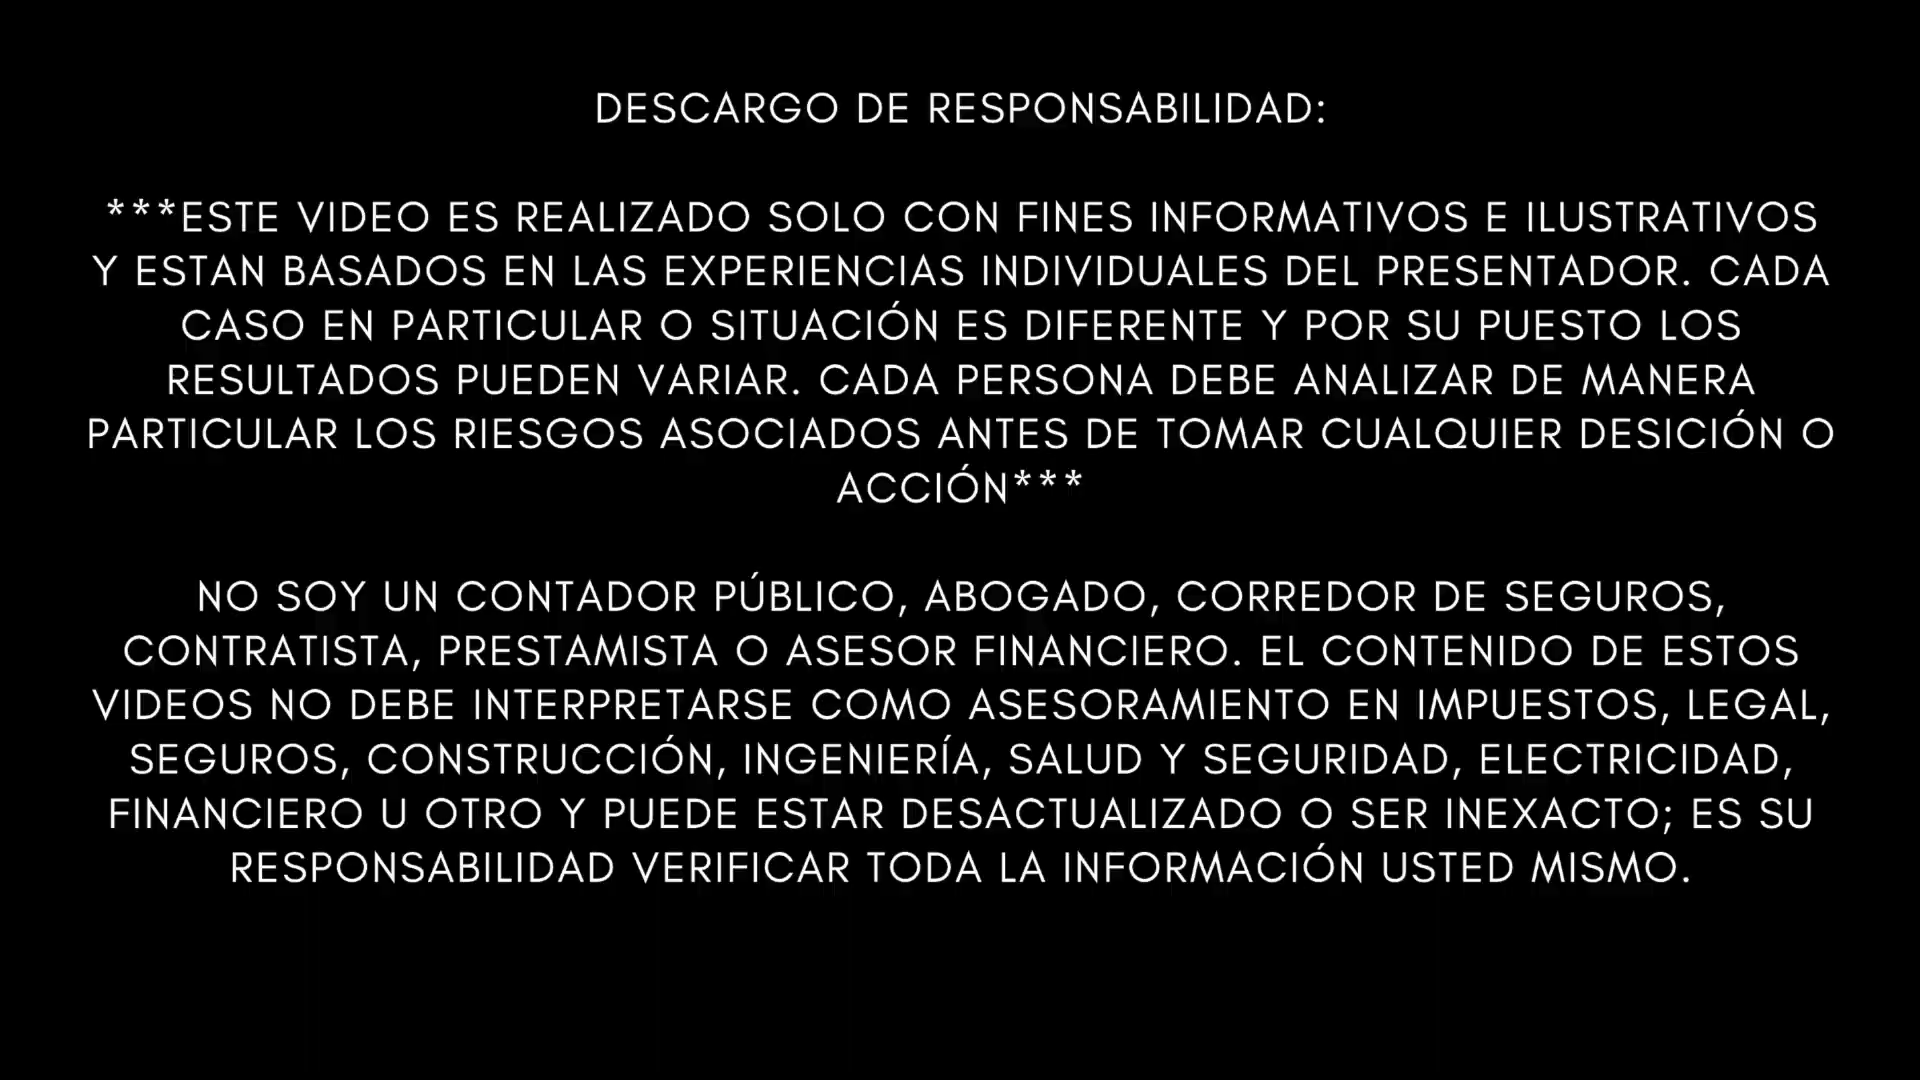 DESCARGO DE RESPONSABILIDAD:
***ESTE VIDEO ES REALIZADO SOLO CON FINES INFORMATIVOS E ILUSTRATIVOS
Y ESTAN BASADOS EN LAS EXPERIENCIAS INDIVIDUALES DEL PRESENTADOR. CADA
CASO EN PARTICULAR O SITUACIÓN ES DIFERENTE Y POR SU PUESTO LOS
RESULTADOS PUEDEN VARIAR. CADA PERSONA DEBE ANALIZAR DE MANERA
PARTICULAR LOS RIESGOS ASOCIADOS ANTES DE TOMAR CUALQUIER DESICIÓN O
ACCIÓN***
NO SOY UN CONTADOR PÚBLICO, ABOGADO, CORREDOR DE SEGUROS,
CONTRATISTA, PRESTAMISTA O ASESOR FINANCIERO. EL CONTENIDO DE ESTOS
VIDEOS NO DEBE INTERPRETARSE COMO ASESORAMIENTO EN IMPUESTOS, LEGAL,
SEGUROS, CONSTRUCCIÓN, INGENIERÍA, SALUD Y SEGURIDAD, ELECTRICIDAD,
FINANCIERO U OTRO Y PUEDE ESTAR DESACTUALIZADO O SER INEXACTO; ES SU
RESPONSABILIDAD VERIFICAR TODA LA INFORMACIÓN USTED MISMO.